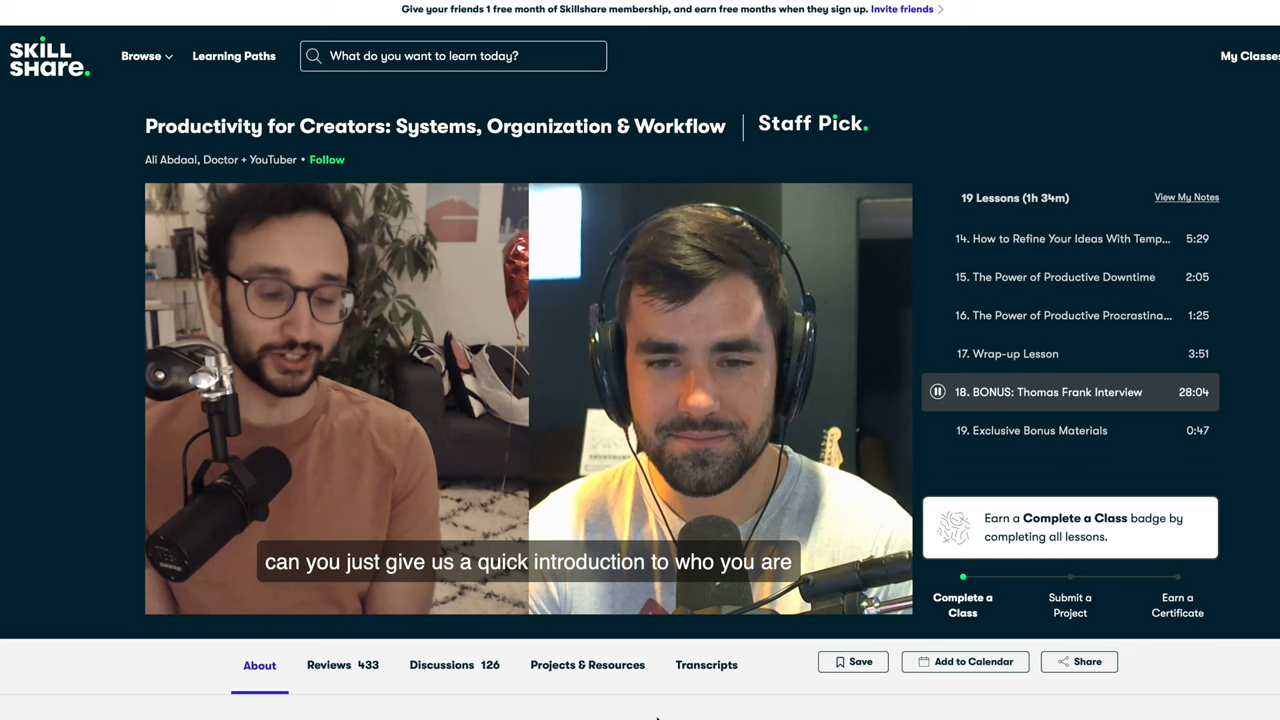 Give your friends 1 free month of Skillshare membership, and earn free months when they sign up. Invite friends
SKILL
SHare.
Browse
Learning Paths
What do you want to learn today?
My Classes
Productivity for Creators: Systems, Organization & Workflow
Staff Pick.
Ali Abdaal, Doctor + YouTuber • Follow
19 Lessons (1h 34m)
View My Notes
14. How to Refine Your Ideas With Temp... 5:29
15. The Power of Productive Downtime 2:05
16. The Power of Productive Procrastina... 1:25
17. Wrap-up Lesson 3:51
18. BONUS: Thomas Frank Interview 28:04
19. Exclusive Bonus Materials 0:47
can you just give us a quick introduction to who you are
Earn a Complete a Class badge by
completing all lessons.
Complete a
Class
Submit a
Project
Earn a
Certificate
About
Reviews 433
Discussions 126
Projects & Resources
Transcripts
Save
Add to Calendar
Share